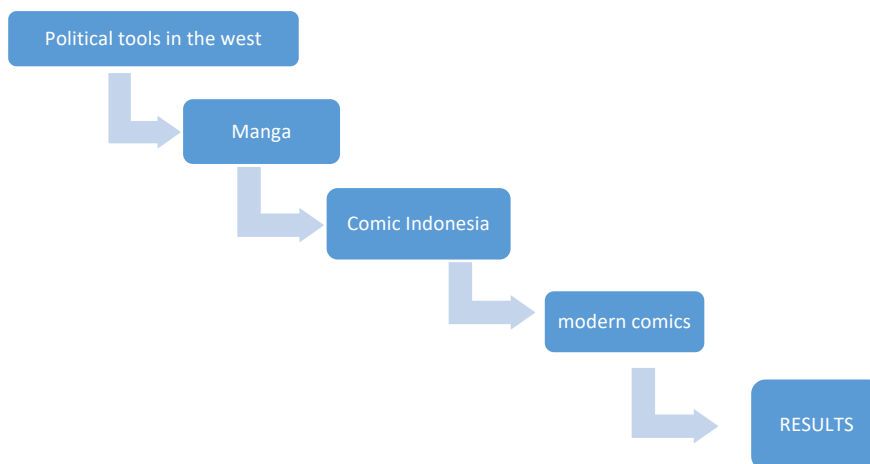 Political tools in the west
Manga
Comic Indonesia
modern comics
RESULTS